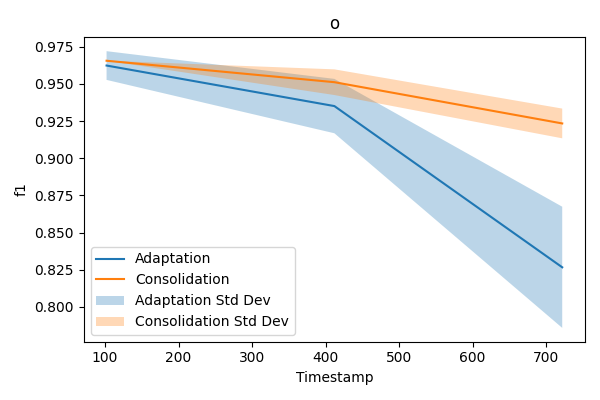 o
0.975
0.950
0.925
0.900
0.875
0.850
0.825
0.800
f1
Adaptation
Consolidation
Adaptation Std Dev
Consolidation Std Dev
100 200 300 400 500 600 700
Timestamp